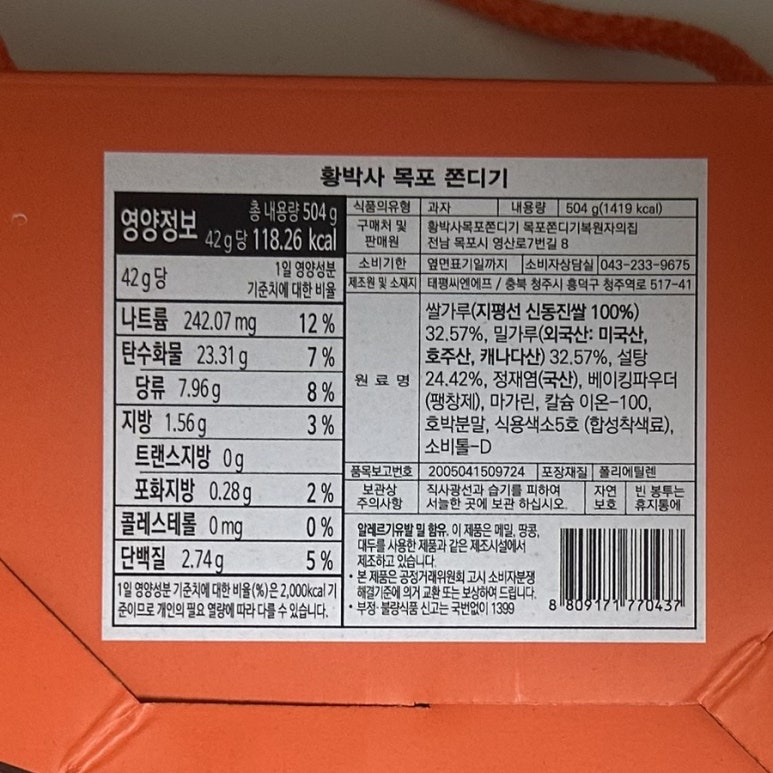 황박사 목포 쫀디기
영양정보
총 내용량 504 g
42 g 당 118.26 kcal
42 g 당
1일 영양성분
기준치에 대한 비율
나트륨 242.07 mg 12 %
탄수화물 23.31 g 7 %
당류 7.96 g 8 %
지방 1.56 g 3 %
트랜스지방 0 g
포화지방 0.28 g 2 %
콜레스테롤 0 mg 0 %
단백질 2.74 g 5 %
1일 영양성분 기준치에 대한 비율(%)은 2,000kcal 기
준이므로 개인의 필요 열량에 따라 다를 수 있습니다.
식품의유형 과자 내용량 504 g(1419 kcal)
구매처 및
판매원
황박사목포쫀디기 목포쫀디기복원자의집
전남 목포시 영산로7번길 8
소비기한 옆면표기일까지 소비자상담실 043-233-9675
제조원 및 소재지 태평씨엔에프 / 충북 청주시 흥덕구 청주역로 517-41
원 료 명
쌀가루(지평선 신동진쌀 100%)
32.57%, 밀가루(외국산: 미국산,
호주산, 캐나다산) 32.57%, 설탕
24.42%, 정재염(국산), 베이킹파우더
(팽창제), 마가린, 칼슘 이온-100,
호박분말, 식용색소5호 (합성착색료),
소비톨-D
품목보고번호 2005041509724 포장재질 폴리에틸렌
보관상
주의사항
직사광선과 습기를 피하여
서늘한 곳에 보관 하십시오.
자연
보호
빈 봉투는
휴지통에
알레르기유발 밀 함유. 이 제품은 메밀, 땅콩,
대두를 사용한 제품과 같은 제조시설에서
제조하고 있습니다.
• 본 제품은 공정거래위원회 고시 소비자분쟁
해결기준에 의거 교환 또는 보상하여 드립니다.
• 부정·불량식품 신고는 국번없이 1399
8 809171 770437